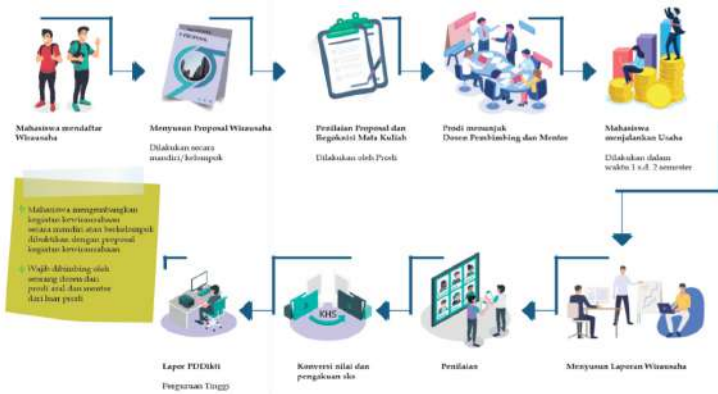 Mahasiswa mendaftar
Wirausaha
Menyusun Proposal Wirausaha
Dilakukan secara
mandiri/kelompok
Penilaian Proposal dan
Rekognisi Mata Kuliah
Dilakukan oleh Prodi
Prodi menunjuk
Dosen Pembimbing dan Mentor
Mahasiswa
menjalankan Usaha
Dilakukan dalam
waktu 1 s.d. 2 semester
Mahasiswa mengembangkan
kegiatan kewirausahaan
secara mandiri atau berkelompok
dibuktikan dengan proposal
kegiatan kewirausahaan.
Wajib dibimbing oleh
seorang dosen dari
prodi asal dan mentor
dari luar prodi
KHS
Lapor PDDikti
Perguruan Tinggi
Konversi nilai dan
pengakuan sks
Penilaian
Menyusun Laporan Wirausaha